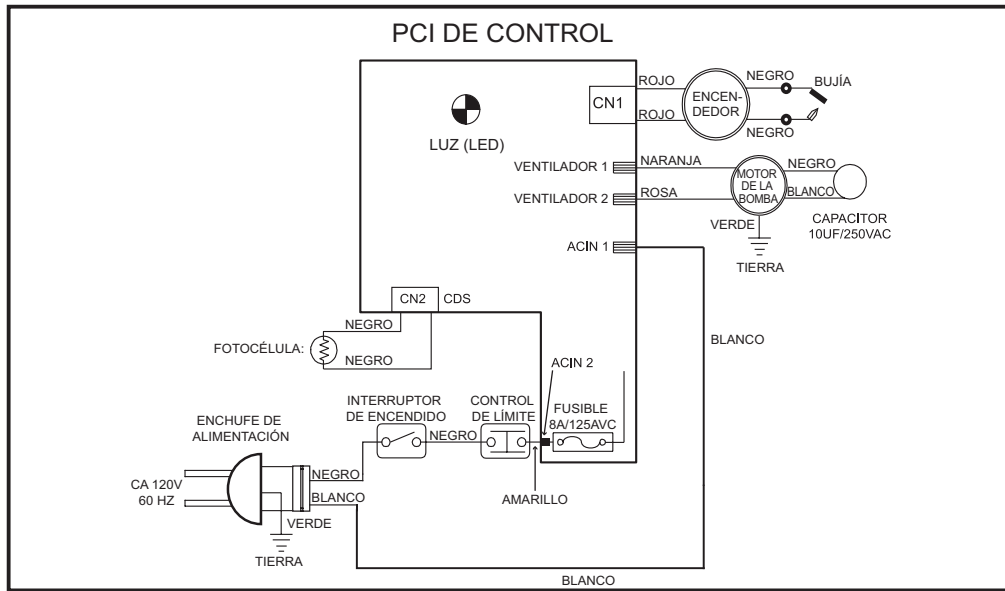 PCI DE CONTROL
LUZ (LED)
CN1
ROJO
ROJO
ENCEN-
DEDOR
NEGRO
NEGRO
BUJÍA
VENTILADOR 1
NARANJA
VENTILADOR 2
ROSA
MOTOR
DE LA
BOMBA
NEGRO
BLANCO
CAPACITOR
10UF/250VAC
VERDE
TIERRA
ACIN 1
BLANCO
CN2
CDS
NEGRO
FOTOCÉLULA:
NEGRO
ACIN 2
INTERRUPTOR
DE ENCENDIDO
CONTROL
DE LÍMITE
FUSIBLE
8A/125AVC
NEGRO
AMARILLO
ENCHUFE DE
ALIMENTACIÓN
CA 120V
60 HZ
NEGRO
BLANCO
VERDE
TIERRA
BLANCO